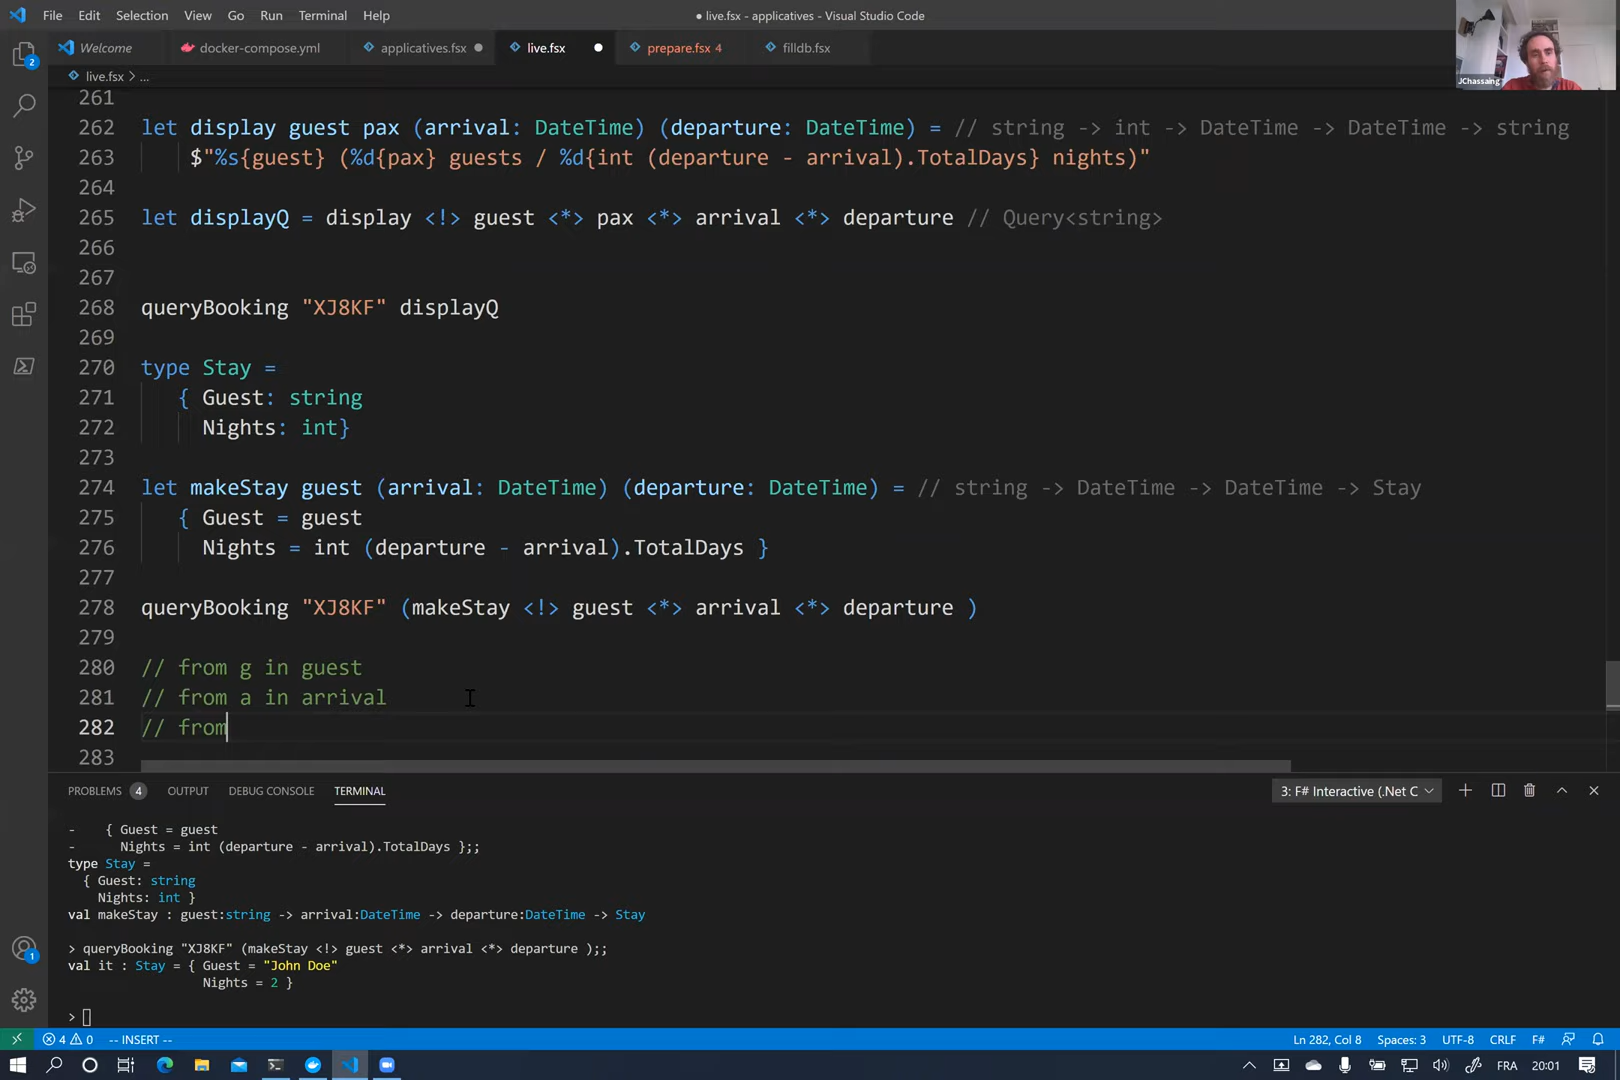 File Edit Selection View Go Run Terminal Help
● live.fsx - applicatives - Visual Studio Code
JChassaing
Welcome docker-compose.yml applicatives.fsx live.fsx prepare.fsx 4 filldb.fsx
live.fsx > ...
2
261
262 let display guest pax (arrival: DateTime) (departure: DateTime) = // string -> int -> DateTime -> DateTime -> string
263 $"%s{guest} (%d{pax} guests / %d{int (departure - arrival).TotalDays} nights)"
264
265 let displayQ = display <!> guest <*> pax <*> arrival <*> departure // Query<string>
266
267
268 queryBooking "XJ8KF" displayQ
269
270 type Stay =
271 { Guest: string
272 Nights: int}
273
274 let makeStay guest (arrival: DateTime) (departure: DateTime) = // string -> DateTime -> DateTime -> Stay
275 { Guest = guest
276 Nights = int (departure - arrival).TotalDays }
277
278 queryBooking "XJ8KF" (makeStay <!> guest <*> arrival <*> departure )
279
280 // from g in guest
281 // from a in arrival
282 // from
283
PROBLEMS 4 OUTPUT DEBUG CONSOLE TERMINAL 3: F# Interactive (.Net C
- { Guest = guest
- Nights = int (departure - arrival).TotalDays };;
type Stay =
{ Guest: string
Nights: int }
val makeStay : guest:string -> arrival:DateTime -> departure:DateTime -> Stay
> queryBooking "XJ8KF" (makeStay <!> guest <*> arrival <*> departure );;
val it : Stay = { Guest = "John Doe"
Nights = 2 }
>
1
4 0 -- INSERT -- Ln 282, Col 8 Spaces: 3 UTF-8 CRLF F#
FRA 20:01